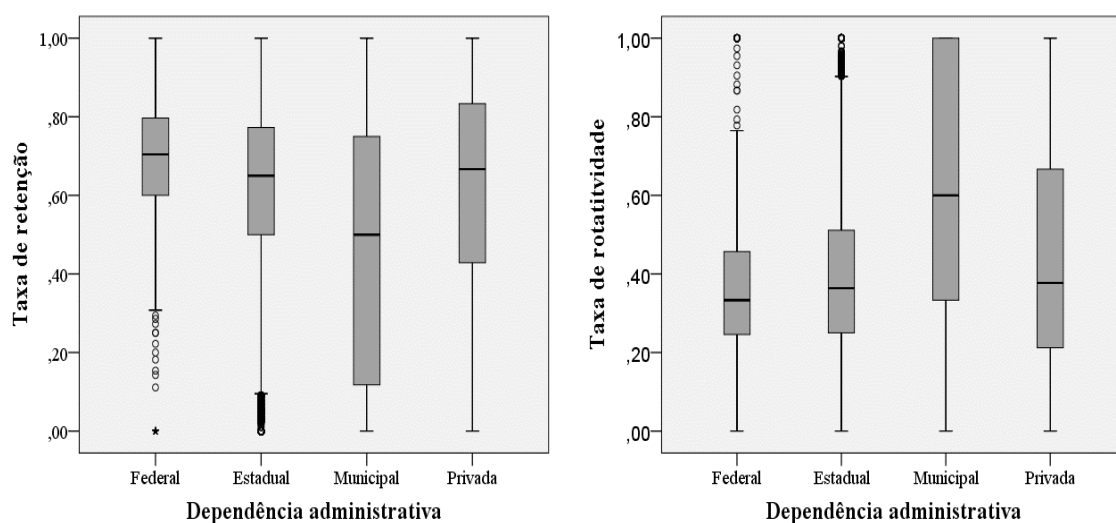 Taxa de retenção
1,00
,80
,60
,40
,20
,00
Federal
Estadual
Municipal
Privada
Dependência administrativa
Taxa de rotatitvidade
1,00
,80
,60
,40
,20
,00
Federal
Estadual
Municipal
Privada
Dependência administrativa